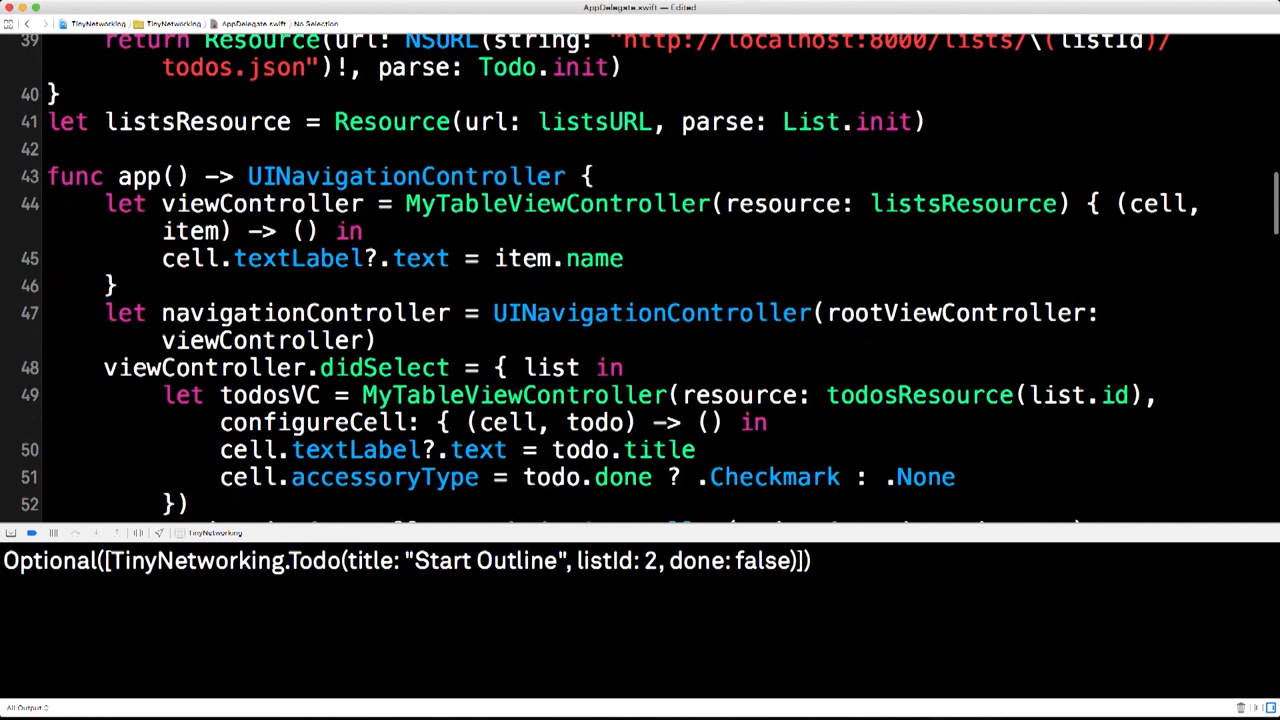 AppDelegate.swift — Edited
TinyNetworking TinyNetworking AppDelegate.swift No Selection
39 return Resource(url: NSURL(string: "http://localhost:8000/lists/\(listId)/
todos.json")!, parse: Todo.init)
40 }
41 let listsResource = Resource(url: listsURL, parse: List.init)
42
43 func app() -> UINavigationController {
44 let viewController = MyTableViewController(resource: listsResource) { (cell,
item) -> () in
45 cell.textLabel?.text = item.name
46 }
47 let navigationController = UINavigationController(rootViewController:
viewController)
48 viewController.didSelect = { list in
49 let todosVC = MyTableViewController(resource: todosResource(list.id),
configureCell: { (cell, todo) -> () in
50 cell.textLabel?.text = todo.title
51 cell.accessoryType = todo.done ? .Checkmark : .None
52 })
TinyNetworking
Optional([TinyNetworking.Todo(title: "Start Outline", listId: 2, done: false)])
All Output